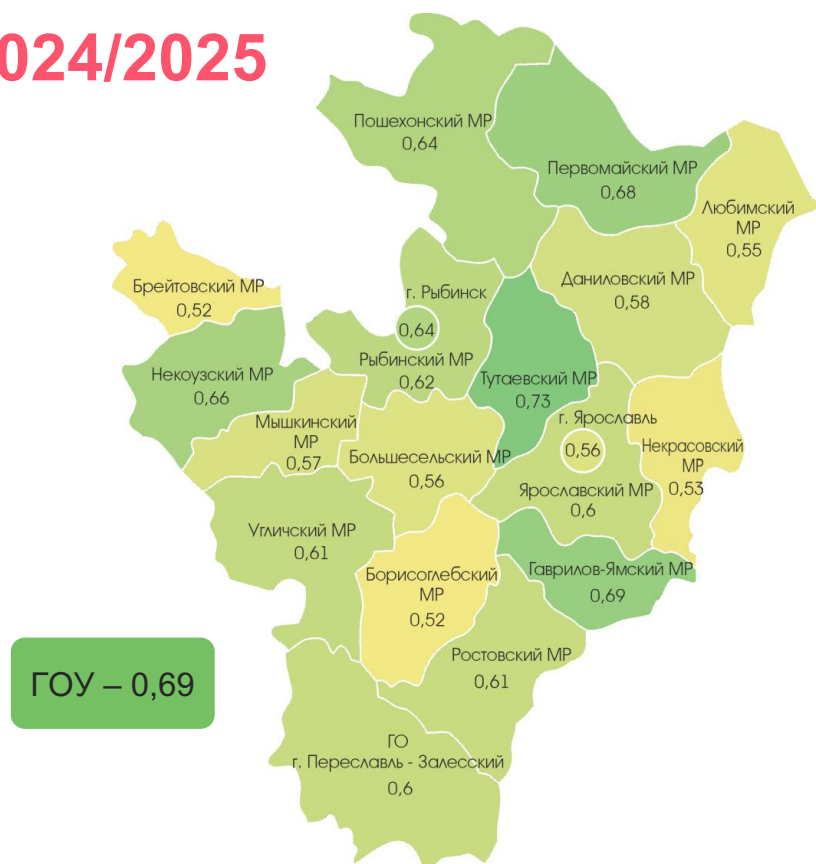 024/2025
Пошехонский МР
0,64
Первомайский МР
0,68
Любимский
МР
0,55
Брейтовский МР
0,52
г. Рыбинск
0,64
Даниловский МР
0,58
Рыбинский МР
0,62
Некоузский МР
0,66
Тутаевский МР
0,73
Мышкинский
МР
0,57
г. Ярославль
0,56
Большесельский МР
0,56
Некрасовский
МР
0,53
Ярославский МР
0,6
Угличский МР
0,61
Борисоглебский
МР
0,52
Гаврилов-Ямский МР
0,69
Ростовский МР
0,61
ГОУ – 0,69
ГО
г. Переславль - Залесский
0,6